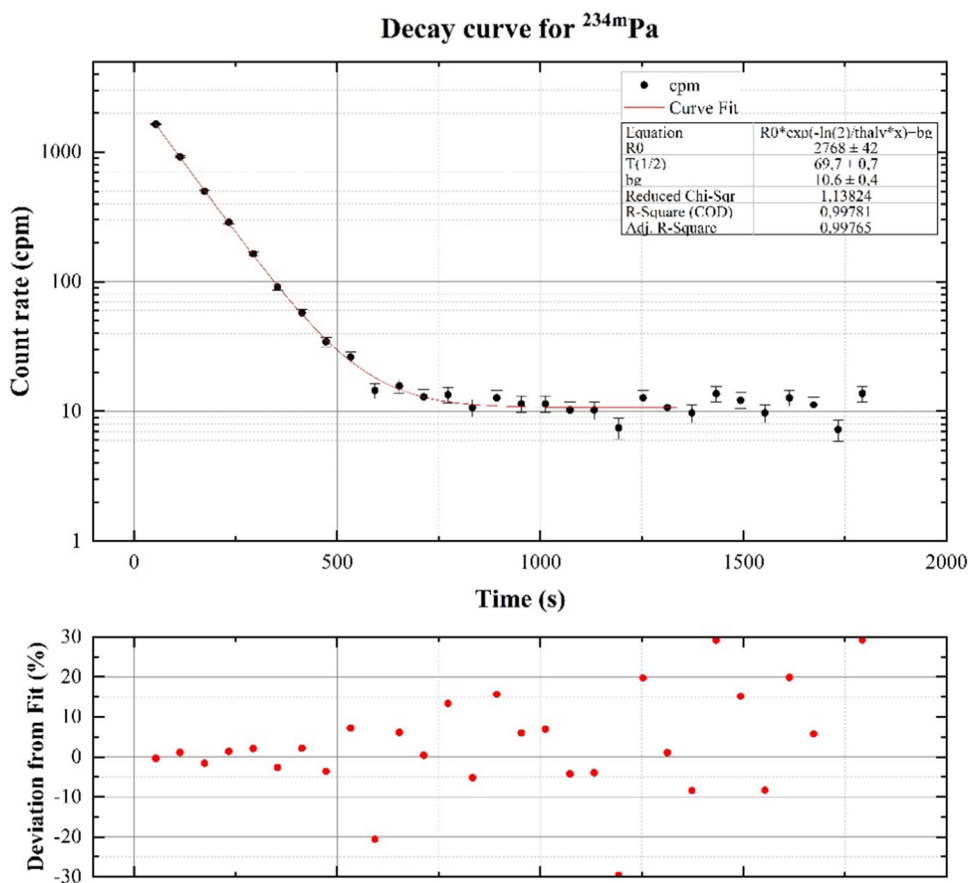 Decay curve for ²³⁴ᵐPa
cpm
Curve Fit
Equation R0*exp(-ln(2)/thalv*x)+bg
R0 2768 ± 42
T(1/2) 69,7 ± 0,7
bg 10,6 ± 0,4
Reduced Chi-Sqr 1,13824
R-Square (COD) 0,99781
Adj. R-Square 0,99765
Count rate (cpm)
1000
100
10
1
0 500 1000 1500 2000
Time (s)
Deviation from Fit (%)
30
20
10
0
-10
-20
-30